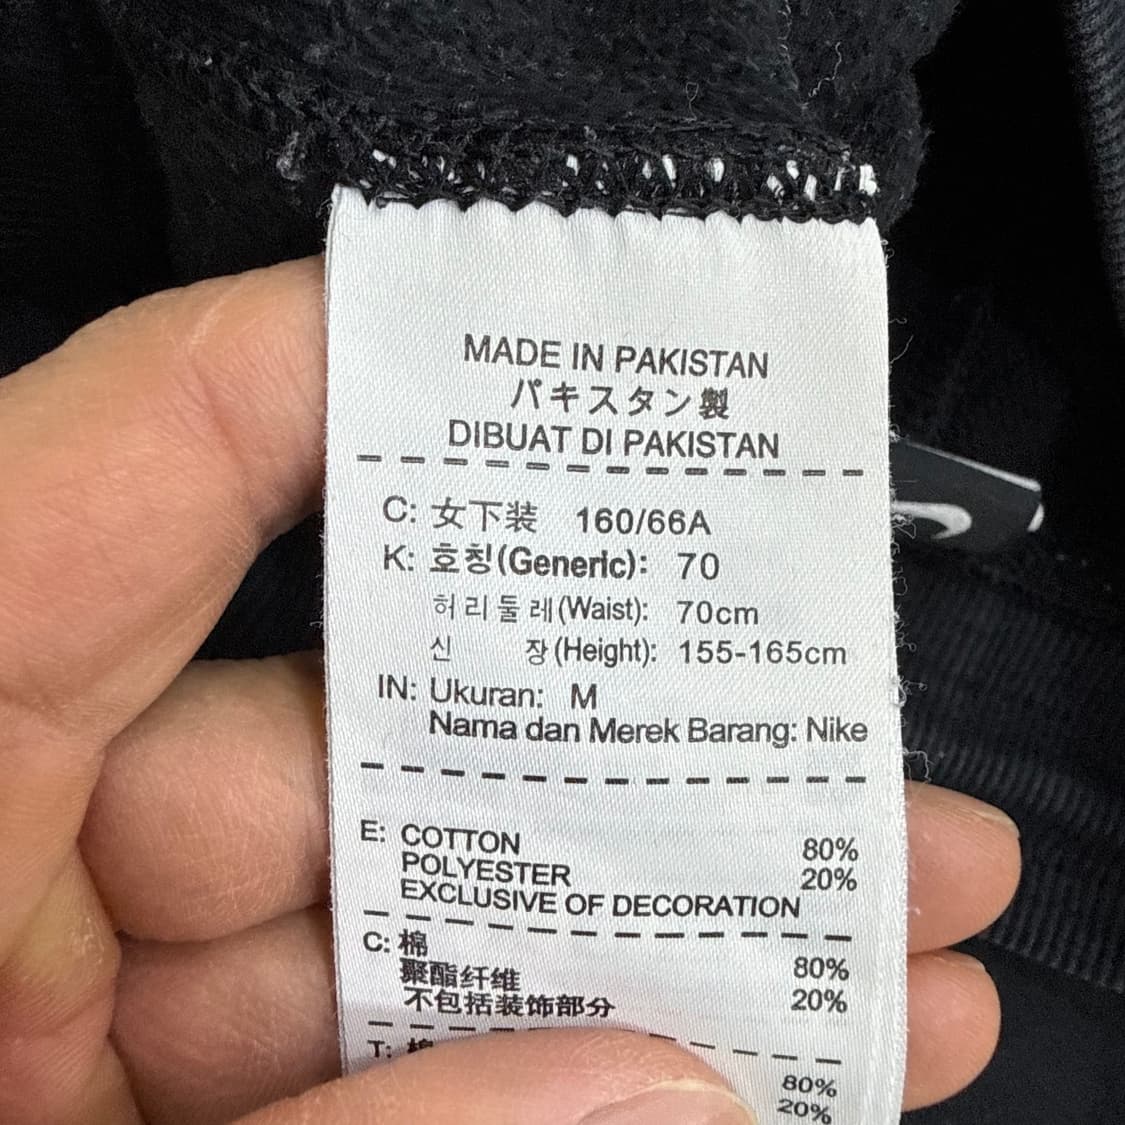 MADE IN PAKISTAN
パキスタン製
DIBUAT DI PAKISTAN
C: 女下装 160/66A
K: 호칭(Generic): 70
허리둘레(Waist): 70cm
신 장(Height): 155-165cm
IN: Ukuran: M
Nama dan Merek Barang: Nike
E: COTTON 80%
POLYESTER 20%
EXCLUSIVE OF DECORATION
C: 棉 80%
聚酯纤维 20%
不包括装饰部分
T: 棉 80%
20%